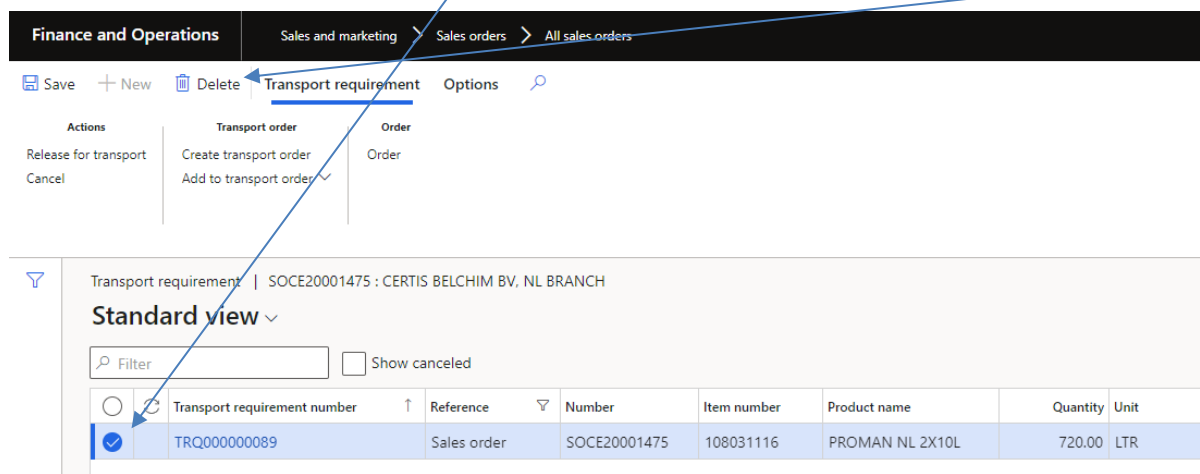 Finance and Operations Sales and marketing > Sales orders > All sales orders
Save + New Delete Transport requirement Options
Actions Transport order Order
Release for transport Create transport order Order
Cancel Add to transport order
Transport requirement | SOCE20001475 : CERTIS BELCHIM BV, NL BRANCH
Standard view
Filter Show canceled
Transport requirement number ↑ Reference Number Item number Product name Quantity Unit
TRQ000000089 Sales order SOCE20001475 108031116 PROMAN NL 2X10L 720.00 LTR